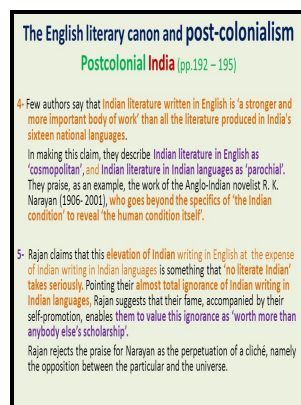 The English literary canon and post-colonialism
Postcolonial India (pp.192 – 195)
4- Few authors say that Indian literature written in English is 'a stronger and
more important body of work' than all the literature produced in India's
sixteen national languages.
In making this claim, they describe Indian literature in English as
'cosmopolitan', and Indian literature in Indian languages as 'parochial'.
They praise, as an example, the work of the Anglo-Indian novelist R. K.
Narayan (1906- 2001), who goes beyond the specifics of 'the Indian
condition' to reveal 'the human condition itself'.
5- Rajan claims that this elevation of Indian writing in English at the expense
of Indian writing in Indian languages is something that 'no literate Indian'
takes seriously. Pointing their almost total ignorance of Indian writing in
Indian languages, Rajan suggests that their fame, accompanied by their
self-promotion, enables them to value this ignorance as 'worth more than
anybody else's scholarship'.
Rajan rejects the praise for Narayan as the perpetuation of a cliché, namely
the opposition between the particular and the universe.